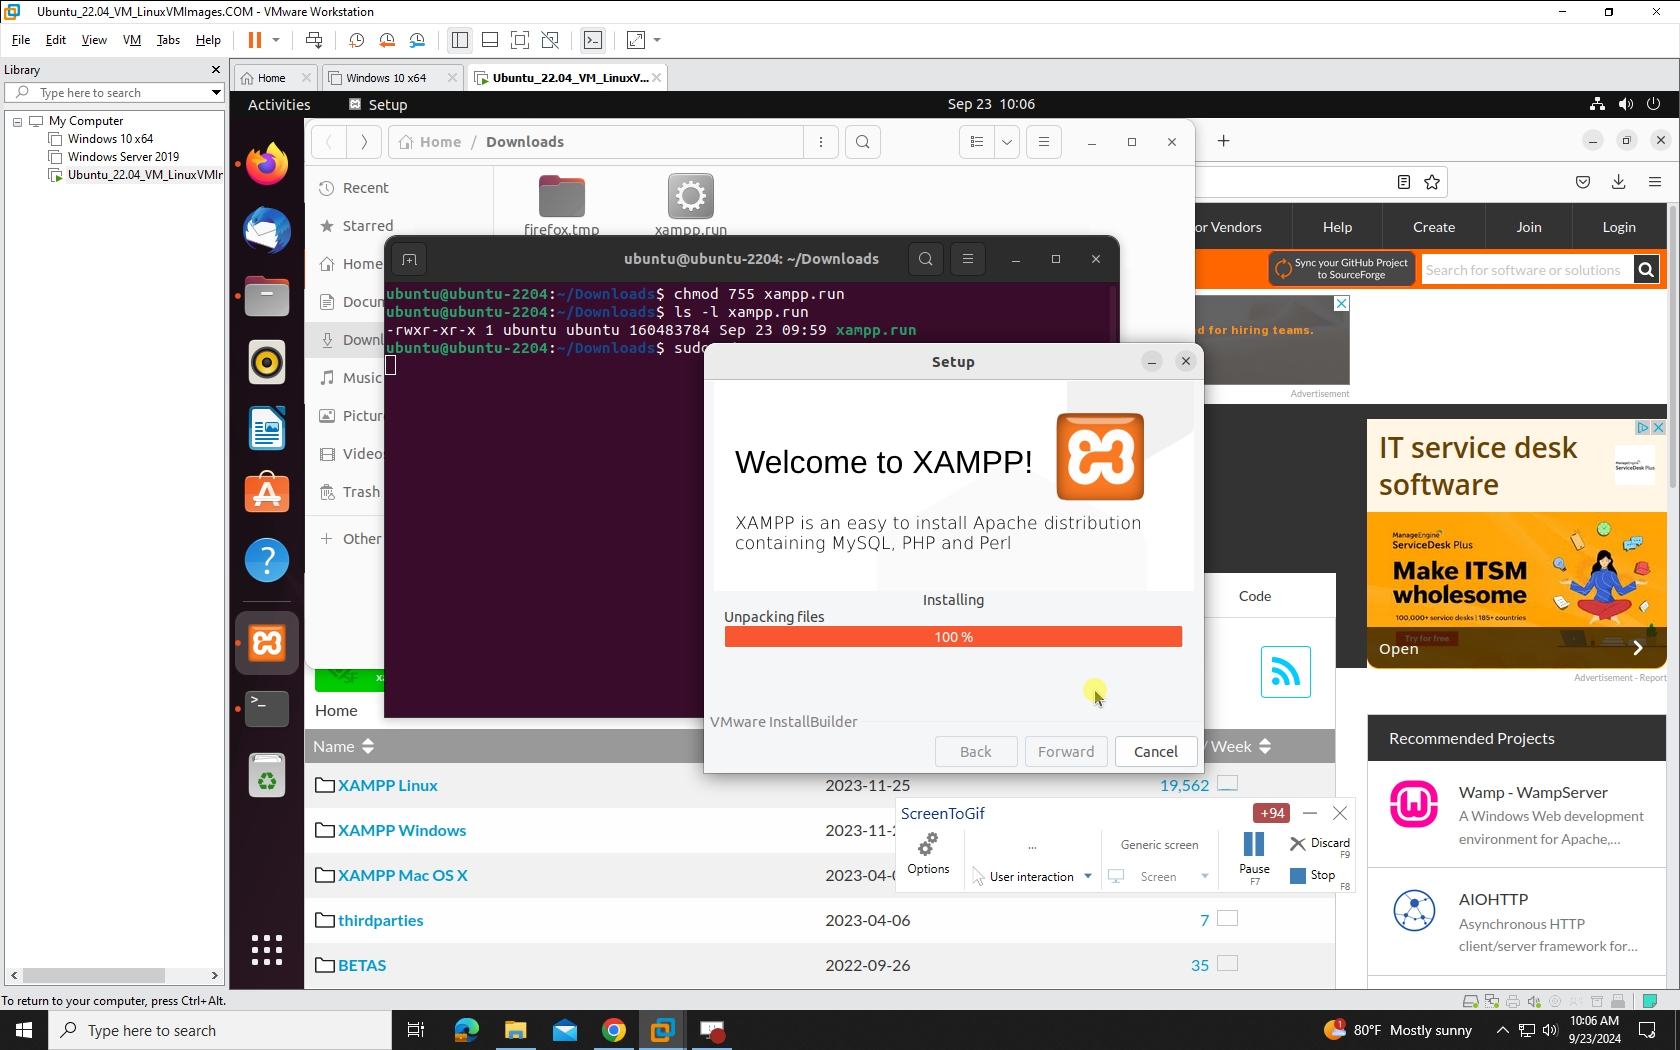 Ubuntu_22.04_VM_LinuxVMImages.COM - VMware Workstation
File Edit View VM Tabs Help
Library
Type here to search
My Computer
Windows 10 x64
Windows Server 2019
Ubuntu_22.04_VM_LinuxVMIr
Home
Windows 10 x64
Ubuntu_22.04_VM_LinuxV...
Activities
Setup
Sep 23 10:06
Home / Downloads
Recent
Starred
Home
Docum
Downl
Music
Pictur
Video
Trash
Other
firefox.tmp
xampp.run
or Vendors
Help
Create
Join
Login
Sync your GitHub Project
to SourceForge
Search for software or solutions
d for hiring teams.
Advertisement
ubuntu@ubuntu-2204: ~/Downloads
ubuntu@ubuntu-2204:~/Downloads$ chmod 755 xampp.run
ubuntu@ubuntu-2204:~/Downloads$ ls -l xampp.run
-rwxr-xr-x 1 ubuntu ubuntu 160483784 Sep 23 09:59 xampp.run
ubuntu@ubuntu-2204:~/Downloads$ sudo
Setup
Welcome to XAMPP!
XAMPP is an easy to install Apache distribution
containing MySQL, PHP and Perl
Installing
Unpacking files
100 %
VMware InstallBuilder
Back
Forward
Cancel
IT service desk
software
ManageEngine
ServiceDesk Plus
ManageEngine
ServiceDesk Plus
Make ITSM
wholesome
100,000+ service desks | 185+ countries
Try for free
Open
Advertisement - Report
Code
Home
Name
/ Week
XAMPP Linux
2023-11-25
19,562
XAMPP Windows
2023-11-2
XAMPP Mac OS X
2023-04-
thirdparties
2023-04-06
7
BETAS
2022-09-26
35
ScreenToGif
+94
Options
...
User interaction
Generic screen
Screen
Pause
F7
Discard
F9
Stop
F8
Recommended Projects
Wamp - WampServer
A Windows Web development
environment for Apache,...
AIOHTTP
Asynchronous HTTP
client/server framework for...
To return to your computer, press Ctrl+Alt.
Type here to search
80°F Mostly sunny
10:06 AM
9/23/2024